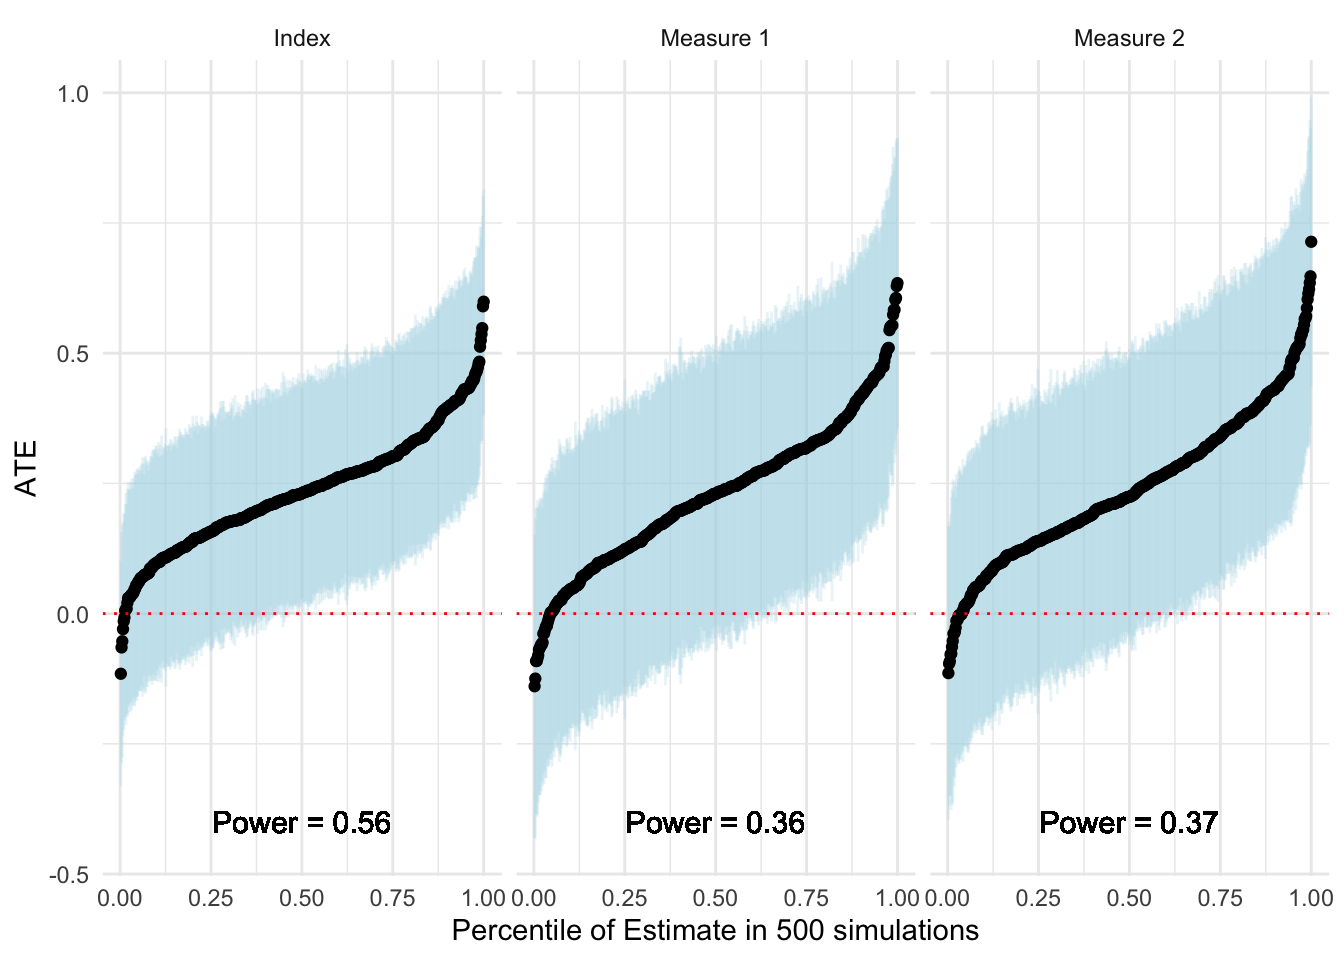 Index Measure 1 Measure 2
1.0
0.5
0.0
-0.5
ATE
Power = 0.56 Power = 0.36 Power = 0.37
0.00 0.25 0.50 0.75 1.00 0.00 0.25 0.50 0.75 1.00 0.00 0.25 0.50 0.75 1.00
Percentile of Estimate in 500 simulations